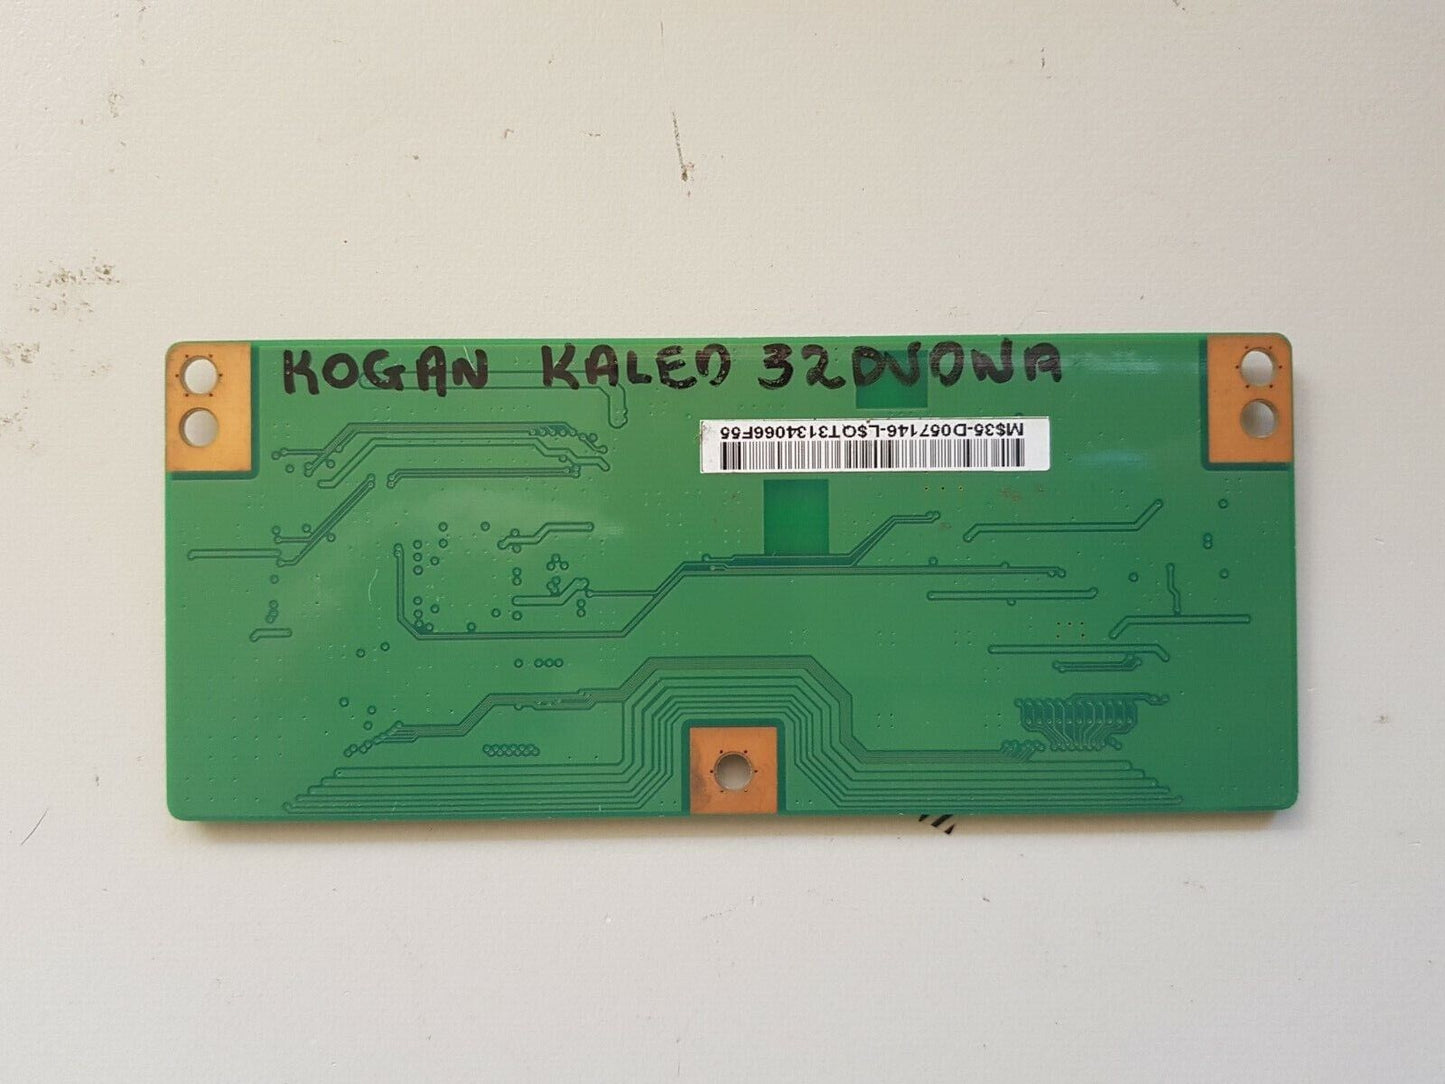 KOGAN KALED 32DVONA
M$35-D057146-L$QT3134066F55